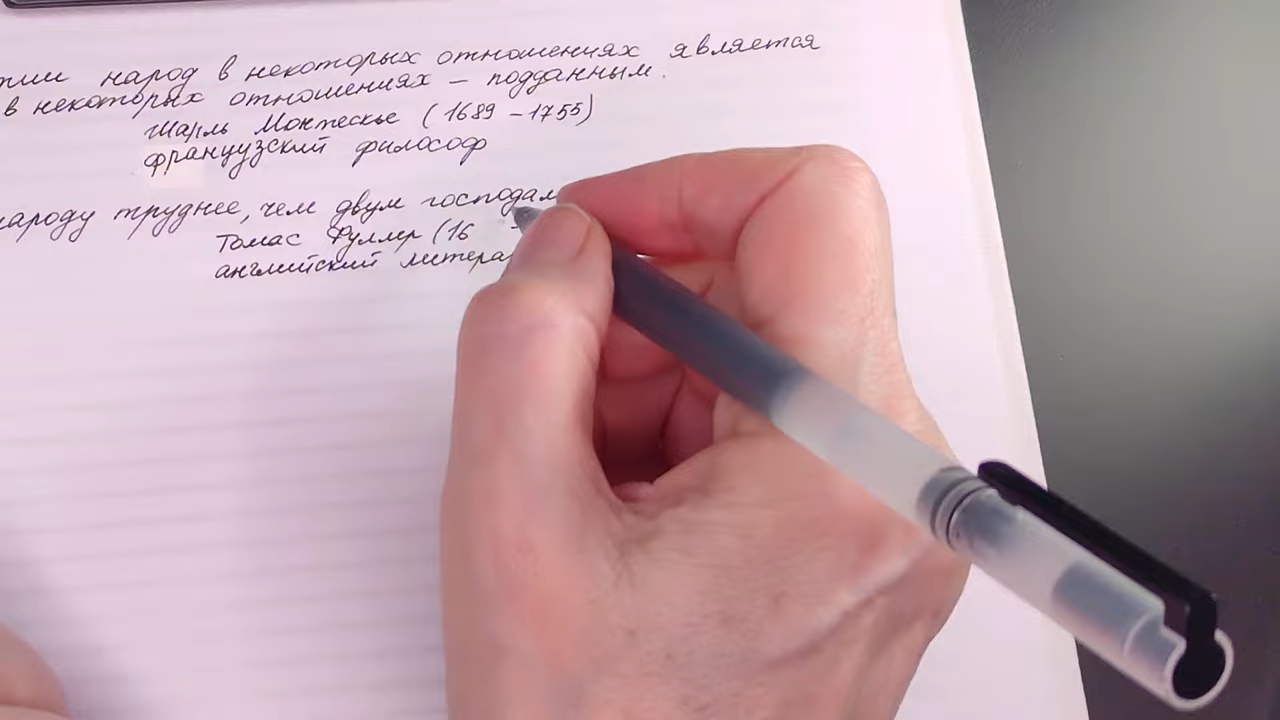 народ в некоторых отношениях является
в некоторых отношениях – подданным.
Шарль Монтескье (1689 – 1755)
французский философ
народу труднее, чем двум господам
Томас Фуллер (16 -
английский литера